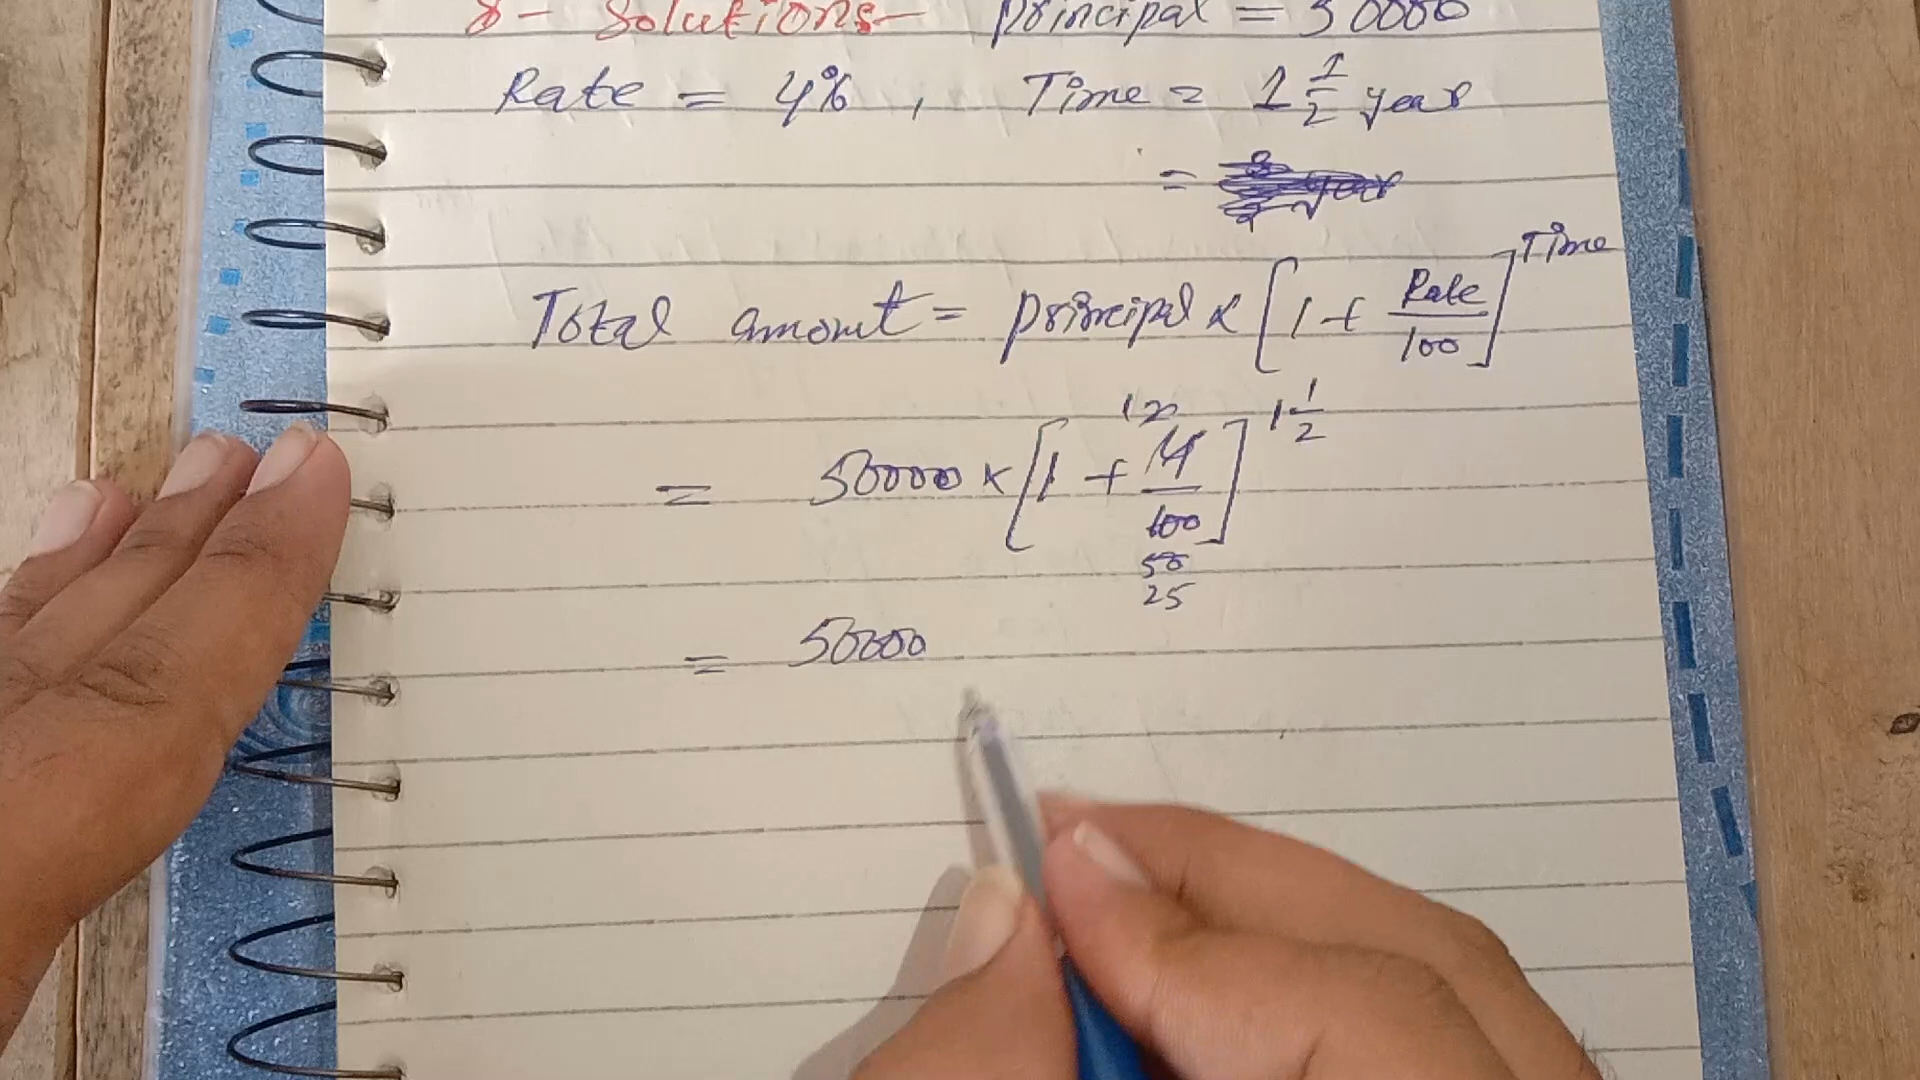 8- Solutions- principal = 50000
Rate = 4%, Time = 1 1/2 year
=
Total amount = principal × [1 + Rate/100]^Time
= 50000 × [1 + 4/100]^1 1/2
12
50
25
= 50000